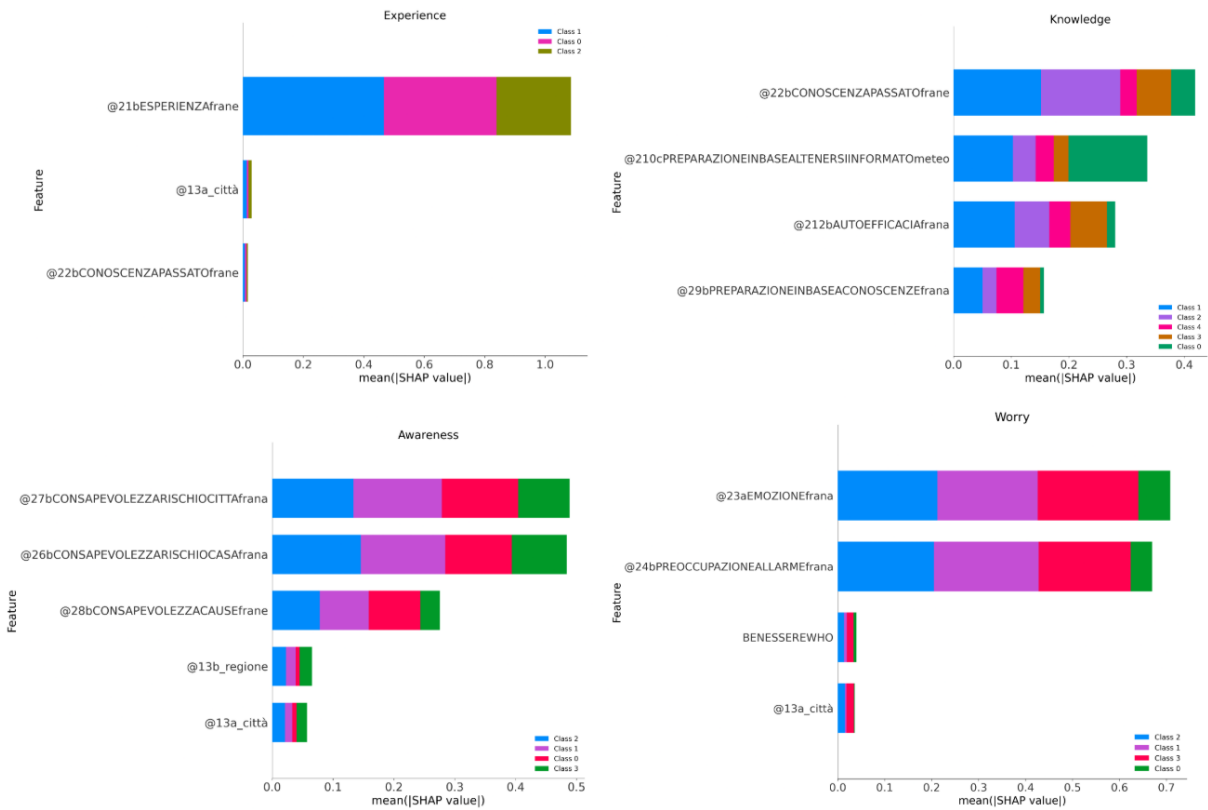 Experience
Class 1
Class 0
Class 2
Feature
@21bESPERIENZAfrane
@13a_città
@22bCONOSCENZAPASSATOfrane
0.0 0.2 0.4 0.6 0.8 1.0
mean(|SHAP value|)
Knowledge
Feature
@22bCONOSCENZAPASSATOfrane
@210cPREPARAZIONEINBASEALTENERSIINFORMATOmeteo
@212bAUTOEFFICACIAfrana
@29bPREPARAZIONEINBASEACONOSCENZEfrana
Class 1
Class 2
Class 4
Class 3
Class 0
0.0 0.1 0.2 0.3 0.4
mean(|SHAP value|)
Awareness
Feature
@27bCONSAPEVOLEZZARISCHIOCITTAfrana
@26bCONSAPEVOLEZZARISCHIOCASAfrana
@28bCONSAPEVOLEZZACAUSEfrane
@13b_regione
@13a_città
Class 2
Class 1
Class 0
Class 3
0.0 0.1 0.2 0.3 0.4 0.5
mean(|SHAP value|)
Worry
Feature
@23aEMOZIONEfrana
@24bPREOCCUPAZIONEALLARMEfrana
BENESSEREWHO
@13a_città
Class 2
Class 1
Class 3
Class 0
0.0 0.1 0.2 0.3 0.4 0.5 0.6 0.7
mean(|SHAP value|)